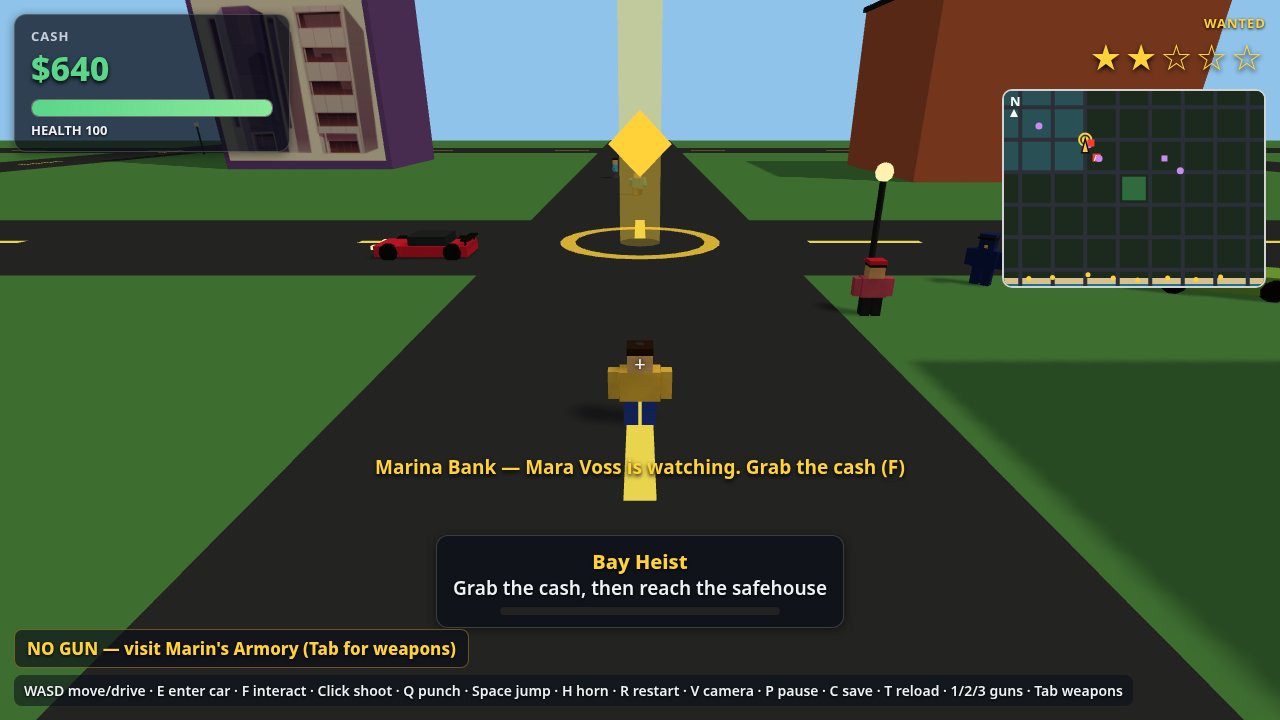 CASH
$640
HEALTH 100
WANTED
N
Marina Bank — Mara Voss is watching. Grab the cash (F)
Bay Heist
Grab the cash, then reach the safehouse
NO GUN — visit Marin's Armory (Tab for weapons)
WASD move/drive · E enter car · F interact · Click shoot · Q punch · Space jump · H horn · R restart · V camera · P pause · C save · T reload · 1/2/3 guns · Tab weapons